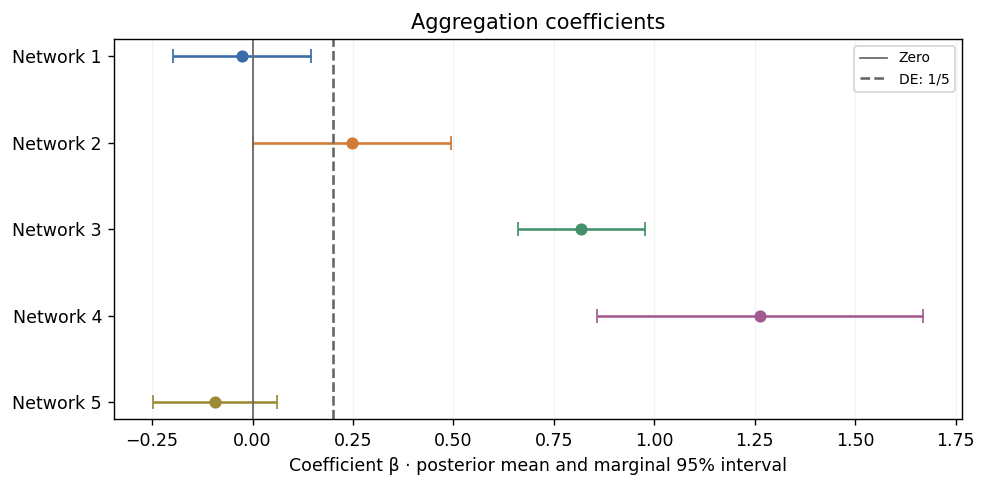 Aggregation coefficients
Network 1
Network 2
Network 3
Network 4
Network 5
Zero
DE: 1/5
−0.25 0.00 0.25 0.50 0.75 1.00 1.25 1.50 1.75
Coefficient β · posterior mean and marginal 95% interval